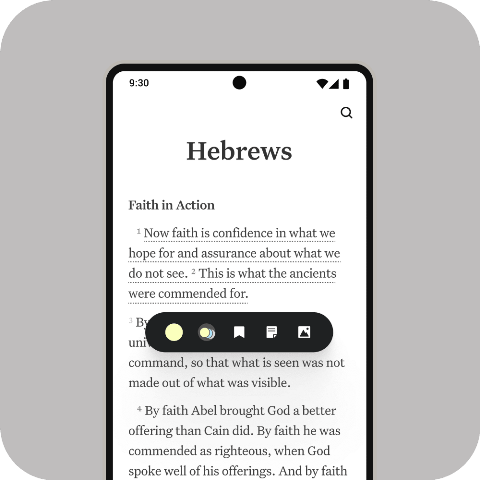 9:30
Hebrews
Faith in Action
1 Now faith is confidence in what we
hope for and assurance about what we
do not see. 2 This is what the ancients
were commended for.
3 By
command, so that what is seen was not
made out of what was visible.
4 By faith Abel brought God a better
offering than Cain did. By faith he was
commended as righteous, when God
spoke well of his offerings. And by faith